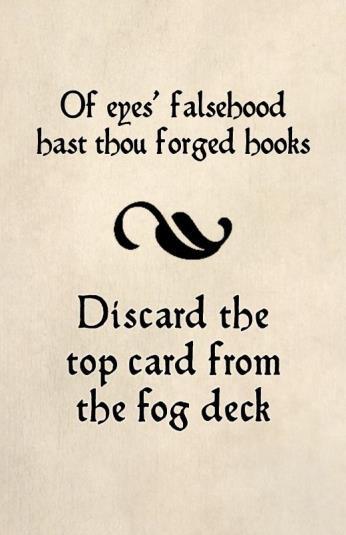 Of eyes' falsehood
hast thou forged hooks
Discard the
top card from
the fog deck